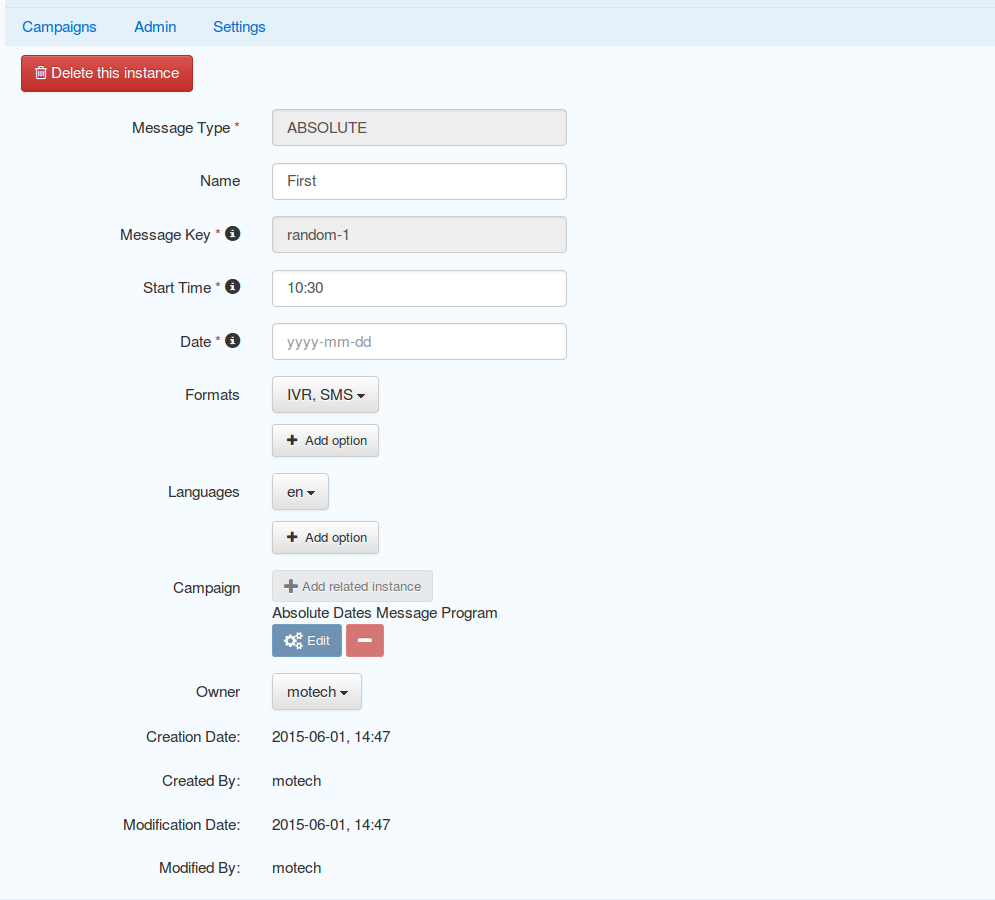 Campaigns Admin Settings
Delete this instance
Message Type * ABSOLUTE
Name First
Message Key * random-1
Start Time * 10:30
Date * yyyy-mm-dd
Formats IVR, SMS
Add option
Languages en
Add option
Campaign Add related instance
Absolute Dates Message Program
Edit
Owner motech
Creation Date: 2015-06-01, 14:47
Created By: motech
Modification Date: 2015-06-01, 14:47
Modified By: motech